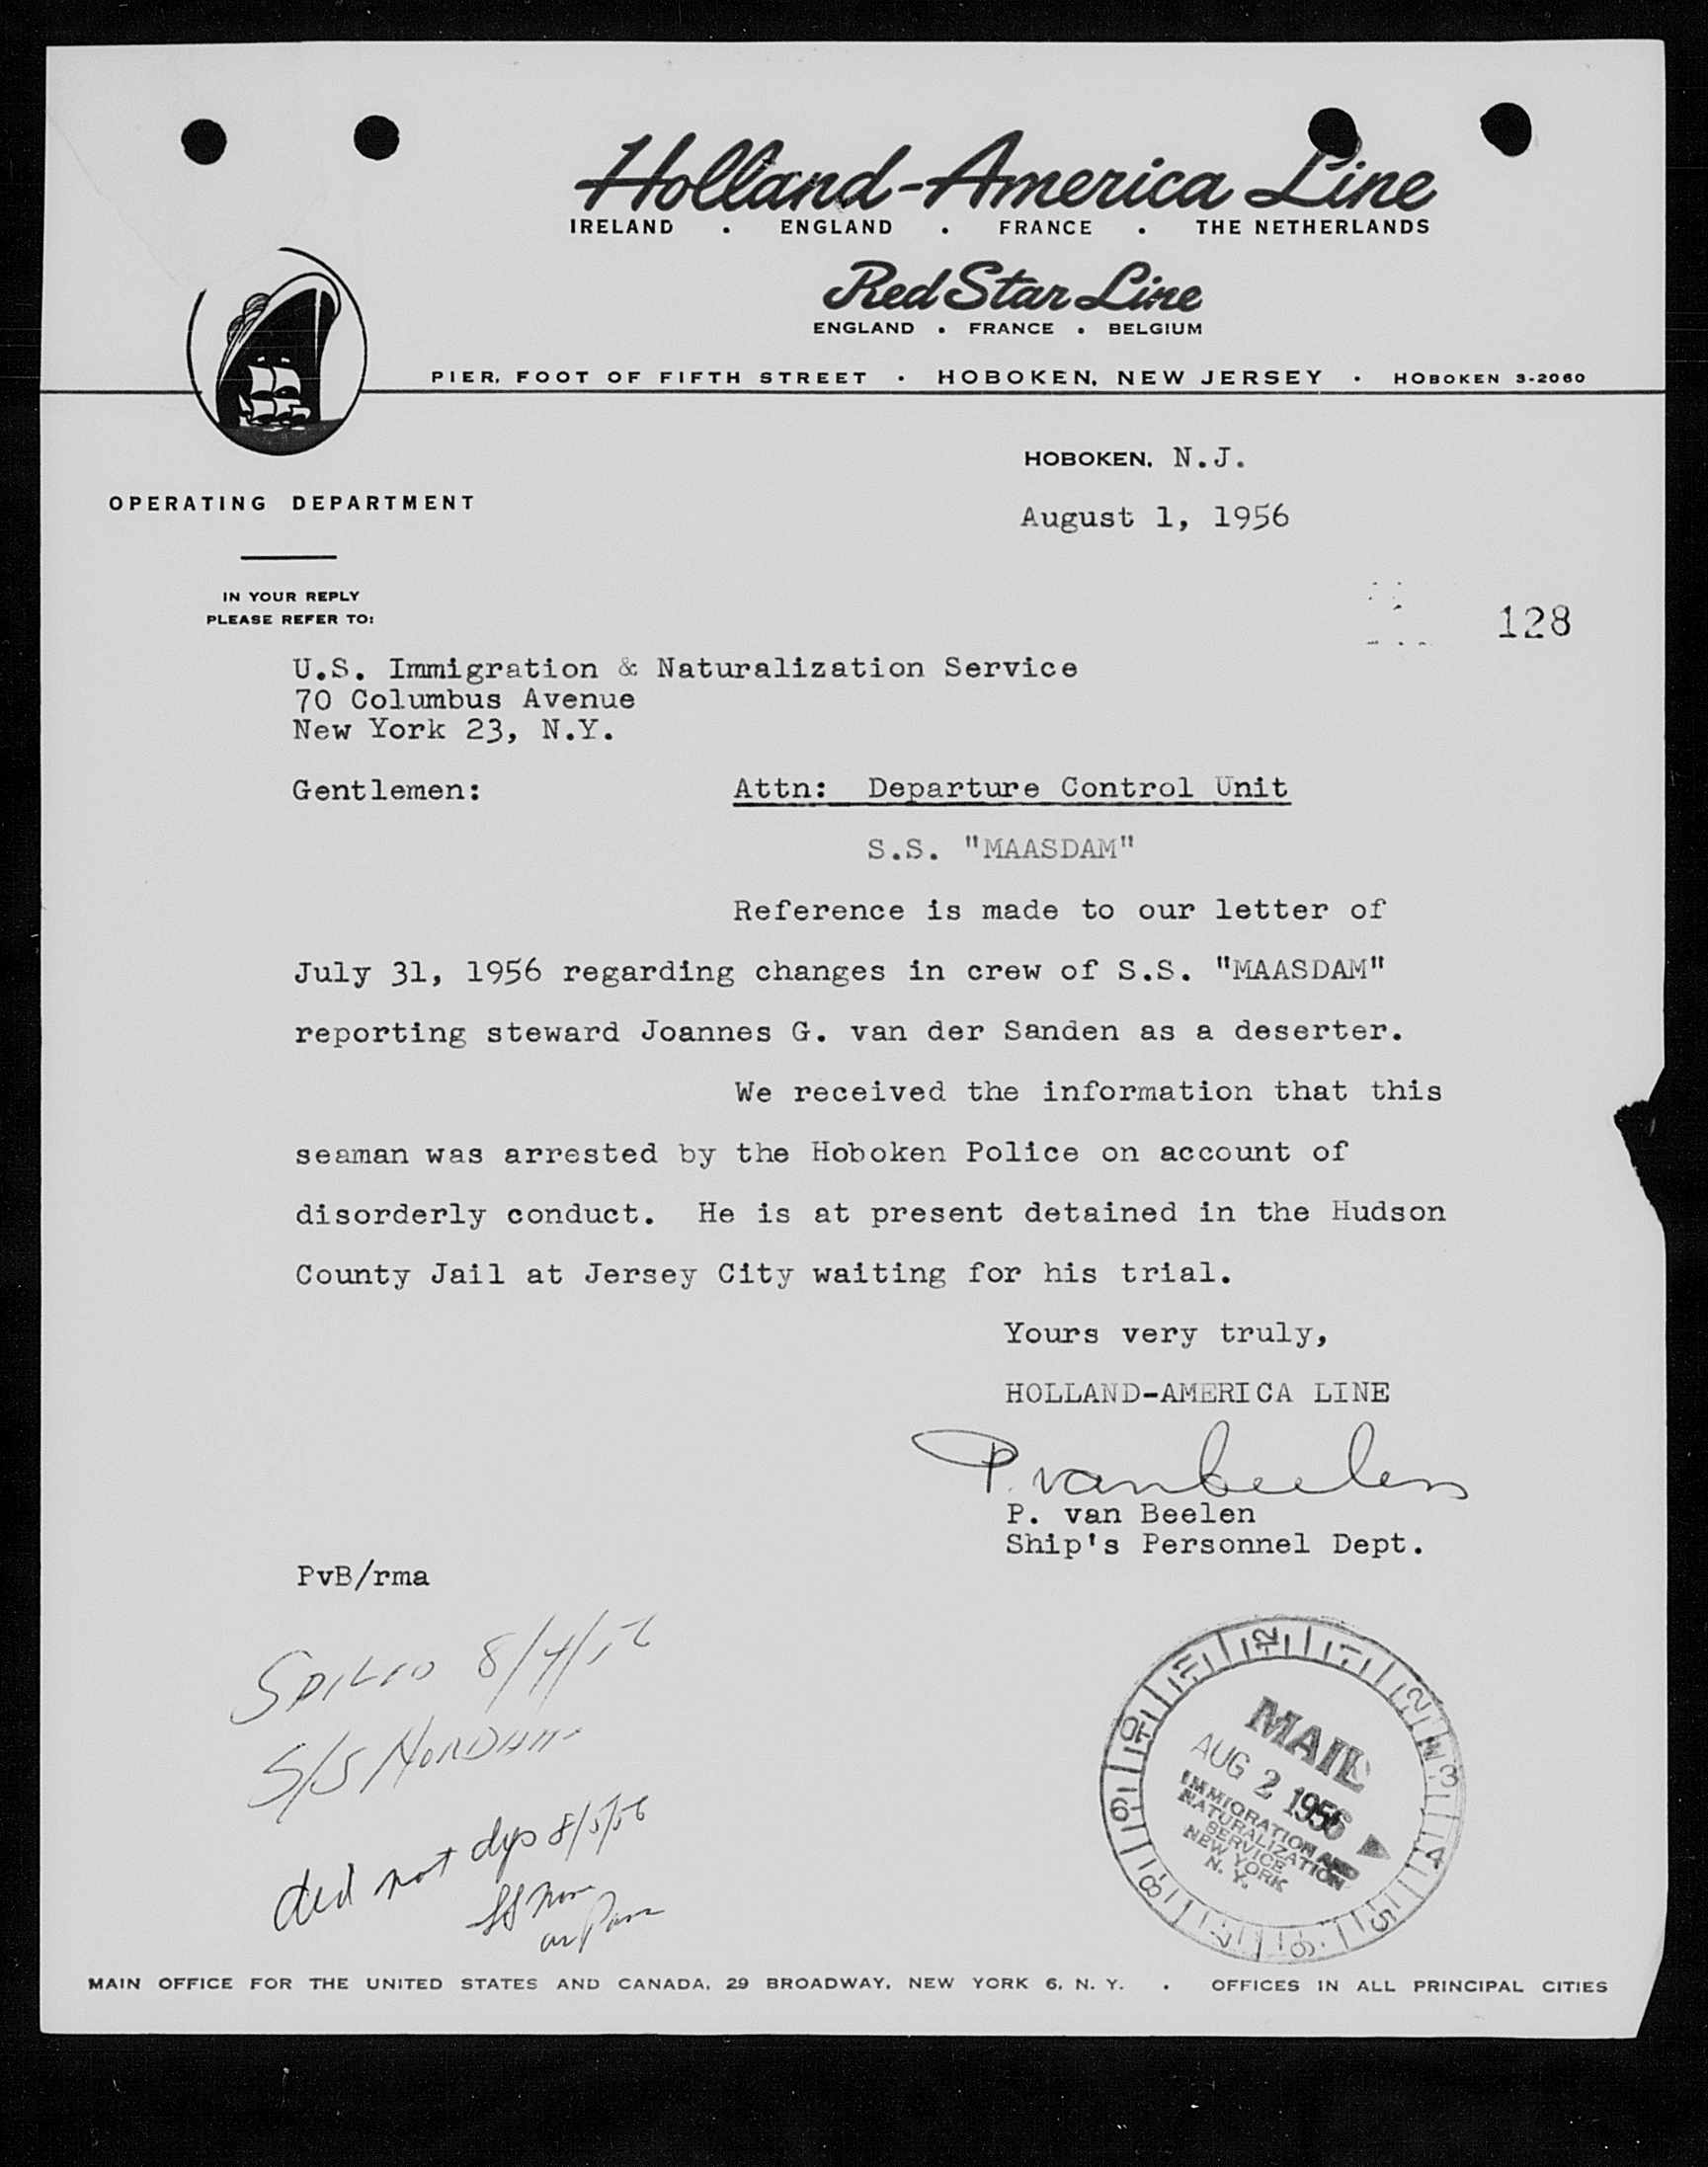 Holland-America Line
IRELAND • ENGLAND • FRANCE • THE NETHERLANDS
Red Star Line
ENGLAND • FRANCE • BELGIUM
PIER, FOOT OF FIFTH STREET • HOBOKEN, NEW JERSEY • HOBOKEN 3-2060
HOBOKEN, N.J.
OPERATING DEPARTMENT
August 1, 1956
IN YOUR REPLY
PLEASE REFER TO:
128
U.S. Immigration & Naturalization Service
70 Columbus Avenue
New York 23, N.Y.
Gentlemen: Attn: Departure Control Unit
S.S. "MAASDAM"
Reference is made to our letter of
July 31, 1956 regarding changes in crew of S.S. "MAASDAM"
reporting steward Joannes G. van der Sanden as a deserter.
We received the information that this
seaman was arrested by the Hoboken Police on account of
disorderly conduct. He is at present detained in the Hudson
County Jail at Jersey City waiting for his trial.
Yours very truly,
HOLLAND-AMERICA LINE
P. van Beelen
P. van Beelen
Ship's Personnel Dept.
PvB/rma
8/4/56
S/S
did not 8/5/56
MAIL
AUG 2 1956
IMMIGRATION AND
NATURALIZATION
SERVICE
NEW YORK
N. Y.
MAIN OFFICE FOR THE UNITED STATES AND CANADA, 29 BROADWAY, NEW YORK 6, N. Y. • OFFICES IN ALL PRINCIPAL CITIES